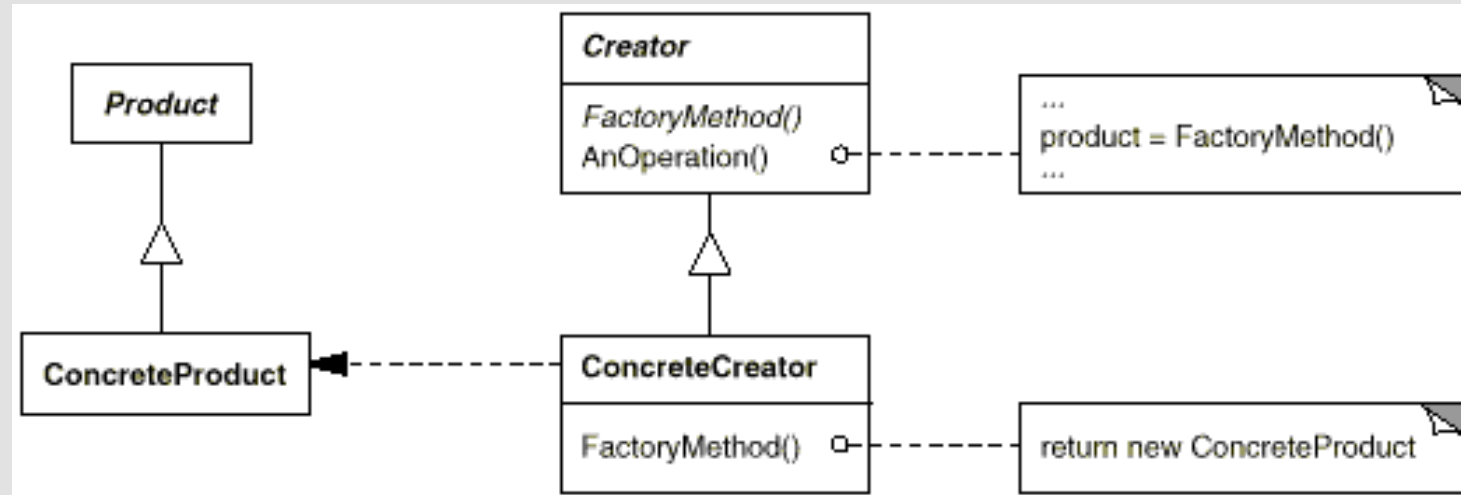 Product
ConcreteProduct
Creator
FactoryMethod()
AnOperation()
...
product = FactoryMethod()
...
ConcreteCreator
FactoryMethod()
return new ConcreteProduct